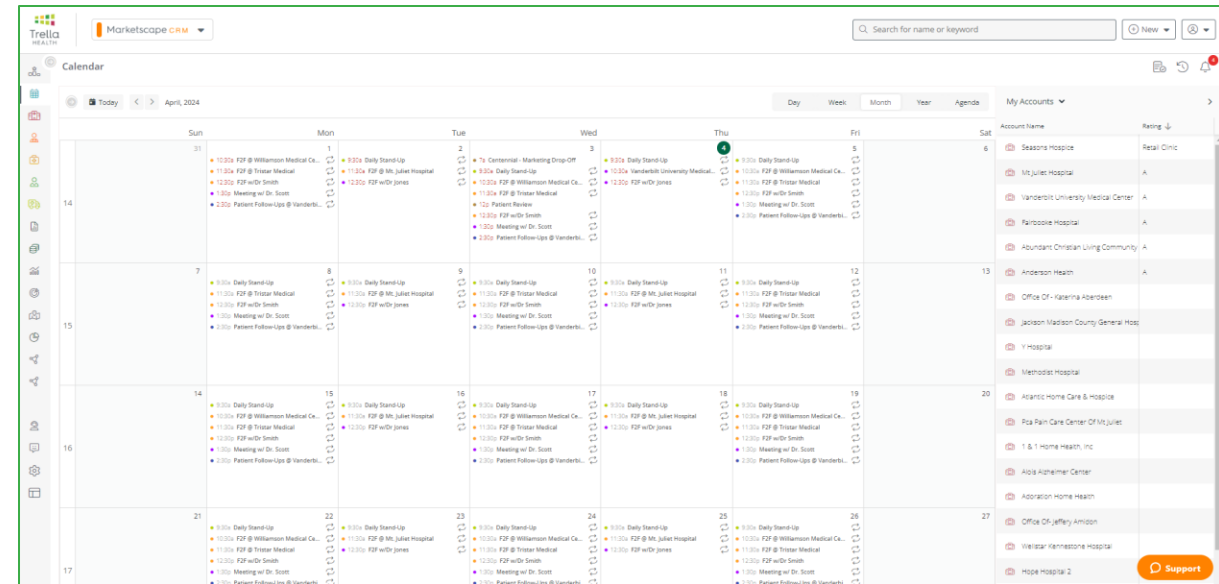 Trella
HEALTH
Marketscape CRM
Search for name or keyword
New
Calendar
4
Today
April, 2024
Day Week Month Year Agenda
My Accounts
Sun Mon Tue Wed Thu Fri Sat
Account Name Rating
14
31
1
10:30a F2F @ Williamson Medical Ce...
11:30a F2F @ Tristar Medical
12:30p F2F w/Dr Smith
1:30p Meeting w/ Dr. Scott
2:30p Patient Follow-Ups @ Vanderbi...
2
9:30a Daily Stand-Up
11:30a F2F @ Mt. Juliet Hospital
12:30p F2F w/Dr Jones
3
7a Centennial - Marketing Drop-Off
9:30a Daily Stand-Up
10:30a F2F @ Williamson Medical Ce...
11:30a F2F @ Tristar Medical
12p Patient Review
12:30p F2F w/Dr Smith
1:30p Meeting w/ Dr. Scott
2:30p Patient Follow-Ups @ Vanderbi...
4
9:30a Daily Stand-Up
10:30a Vanderbilt University Medical...
12:30p F2F w/Dr Jones
5
9:30a Daily Stand-Up
10:30a F2F @ Williamson Medical Ce...
11:30a F2F @ Tristar Medical
12:30p F2F w/Dr Smith
1:30p Meeting w/ Dr. Scott
2:30p Patient Follow-Ups @ Vanderbi...
6
15
7
8
9:30a Daily Stand-Up
11:30a F2F @ Tristar Medical
12:30p F2F w/Dr Smith
1:30p Meeting w/ Dr. Scott
2:30p Patient Follow-Ups @ Vanderbi...
9
9:30a Daily Stand-Up
11:30a F2F @ Mt. Juliet Hospital
12:30p F2F w/Dr Jones
10
9:30a Daily Stand-Up
11:30a F2F @ Tristar Medical
12:30p F2F w/Dr Smith
1:30p Meeting w/ Dr. Scott
2:30p Patient Follow-Ups @ Vanderbi...
11
9:30a Daily Stand-Up
11:30a F2F @ Mt. Juliet Hospital
12:30p F2F w/Dr Jones
12
9:30a Daily Stand-Up
11:30a F2F @ Tristar Medical
12:30p F2F w/Dr Smith
1:30p Meeting w/ Dr. Scott
2:30p Patient Follow-Ups @ Vanderbi...
13
16
14
15
9:30a Daily Stand-Up
10:30a F2F @ Williamson Medical Ce...
11:30a F2F @ Tristar Medical
12:30p F2F w/Dr Smith
1:30p Meeting w/ Dr. Scott
2:30p Patient Follow-Ups @ Vanderbi...
16
9:30a Daily Stand-Up
11:30a F2F @ Mt. Juliet Hospital
12:30p F2F w/Dr Jones
17
9:30a Daily Stand-Up
10:30a F2F @ Williamson Medical Ce...
11:30a F2F @ Tristar Medical
12:30p F2F w/Dr Smith
1:30p Meeting w/ Dr. Scott
2:30p Patient Follow-Ups @ Vanderbi...
18
9:30a Daily Stand-Up
11:30a F2F @ Mt. Juliet Hospital
12:30p F2F w/Dr Jones
19
9:30a Daily Stand-Up
10:30a F2F @ Williamson Medical Ce...
11:30a F2F @ Tristar Medical
12:30p F2F w/Dr Smith
1:30p Meeting w/ Dr. Scott
2:30p Patient Follow-Ups @ Vanderbi...
20
17
21
22
9:30a Daily Stand-Up
10:30a F2F @ Williamson Medical Ce...
11:30a F2F @ Tristar Medical
12:30p F2F w/Dr Smith
1:30p Meeting w/ Dr. Scott
2:30p Patient Follow-Ups @ Vanderbi...
23
9:30a Daily Stand-Up
11:30a F2F @ Mt. Juliet Hospital
12:30p F2F w/Dr Jones
24
9:30a Daily Stand-Up
10:30a F2F @ Williamson Medical Ce...
11:30a F2F @ Tristar Medical
12:30p F2F w/Dr Smith
1:30p Meeting w/ Dr. Scott
2:30p Patient Follow-Ups @ Vanderbi...
25
9:30a Daily Stand-Up
11:30a F2F @ Mt. Juliet Hospital
12:30p F2F w/Dr Jones
26
9:30a Daily Stand-Up
10:30a F2F @ Williamson Medical Ce...
11:30a F2F @ Tristar Medical
12:30p F2F w/Dr Smith
1:30p Meeting w/ Dr. Scott
2:30p Patient Follow-Ups @ Vanderbi...
27
Seasons Hospice Retail Clinic
Mt Juliet Hospital A
Vanderbilt University Medical Center A
Fairbooke Hospital A
Abundant Christian Living Community A
Anderson Health A
Office Of - Katerina Aberdeen
Jackson Madison County General Hosp
Y Hospital
Methodist Hospital
Atlantic Home Care & Hospice
Pca Pain Care Center Of Mt Juliet
1 & 1 Home Health, Inc
Alois Alzheimer Center
Adoration Home Health
Office Of- Jeffery Amidon
Wellstar Kennestone Hospital
Hope Hospital 2
Support